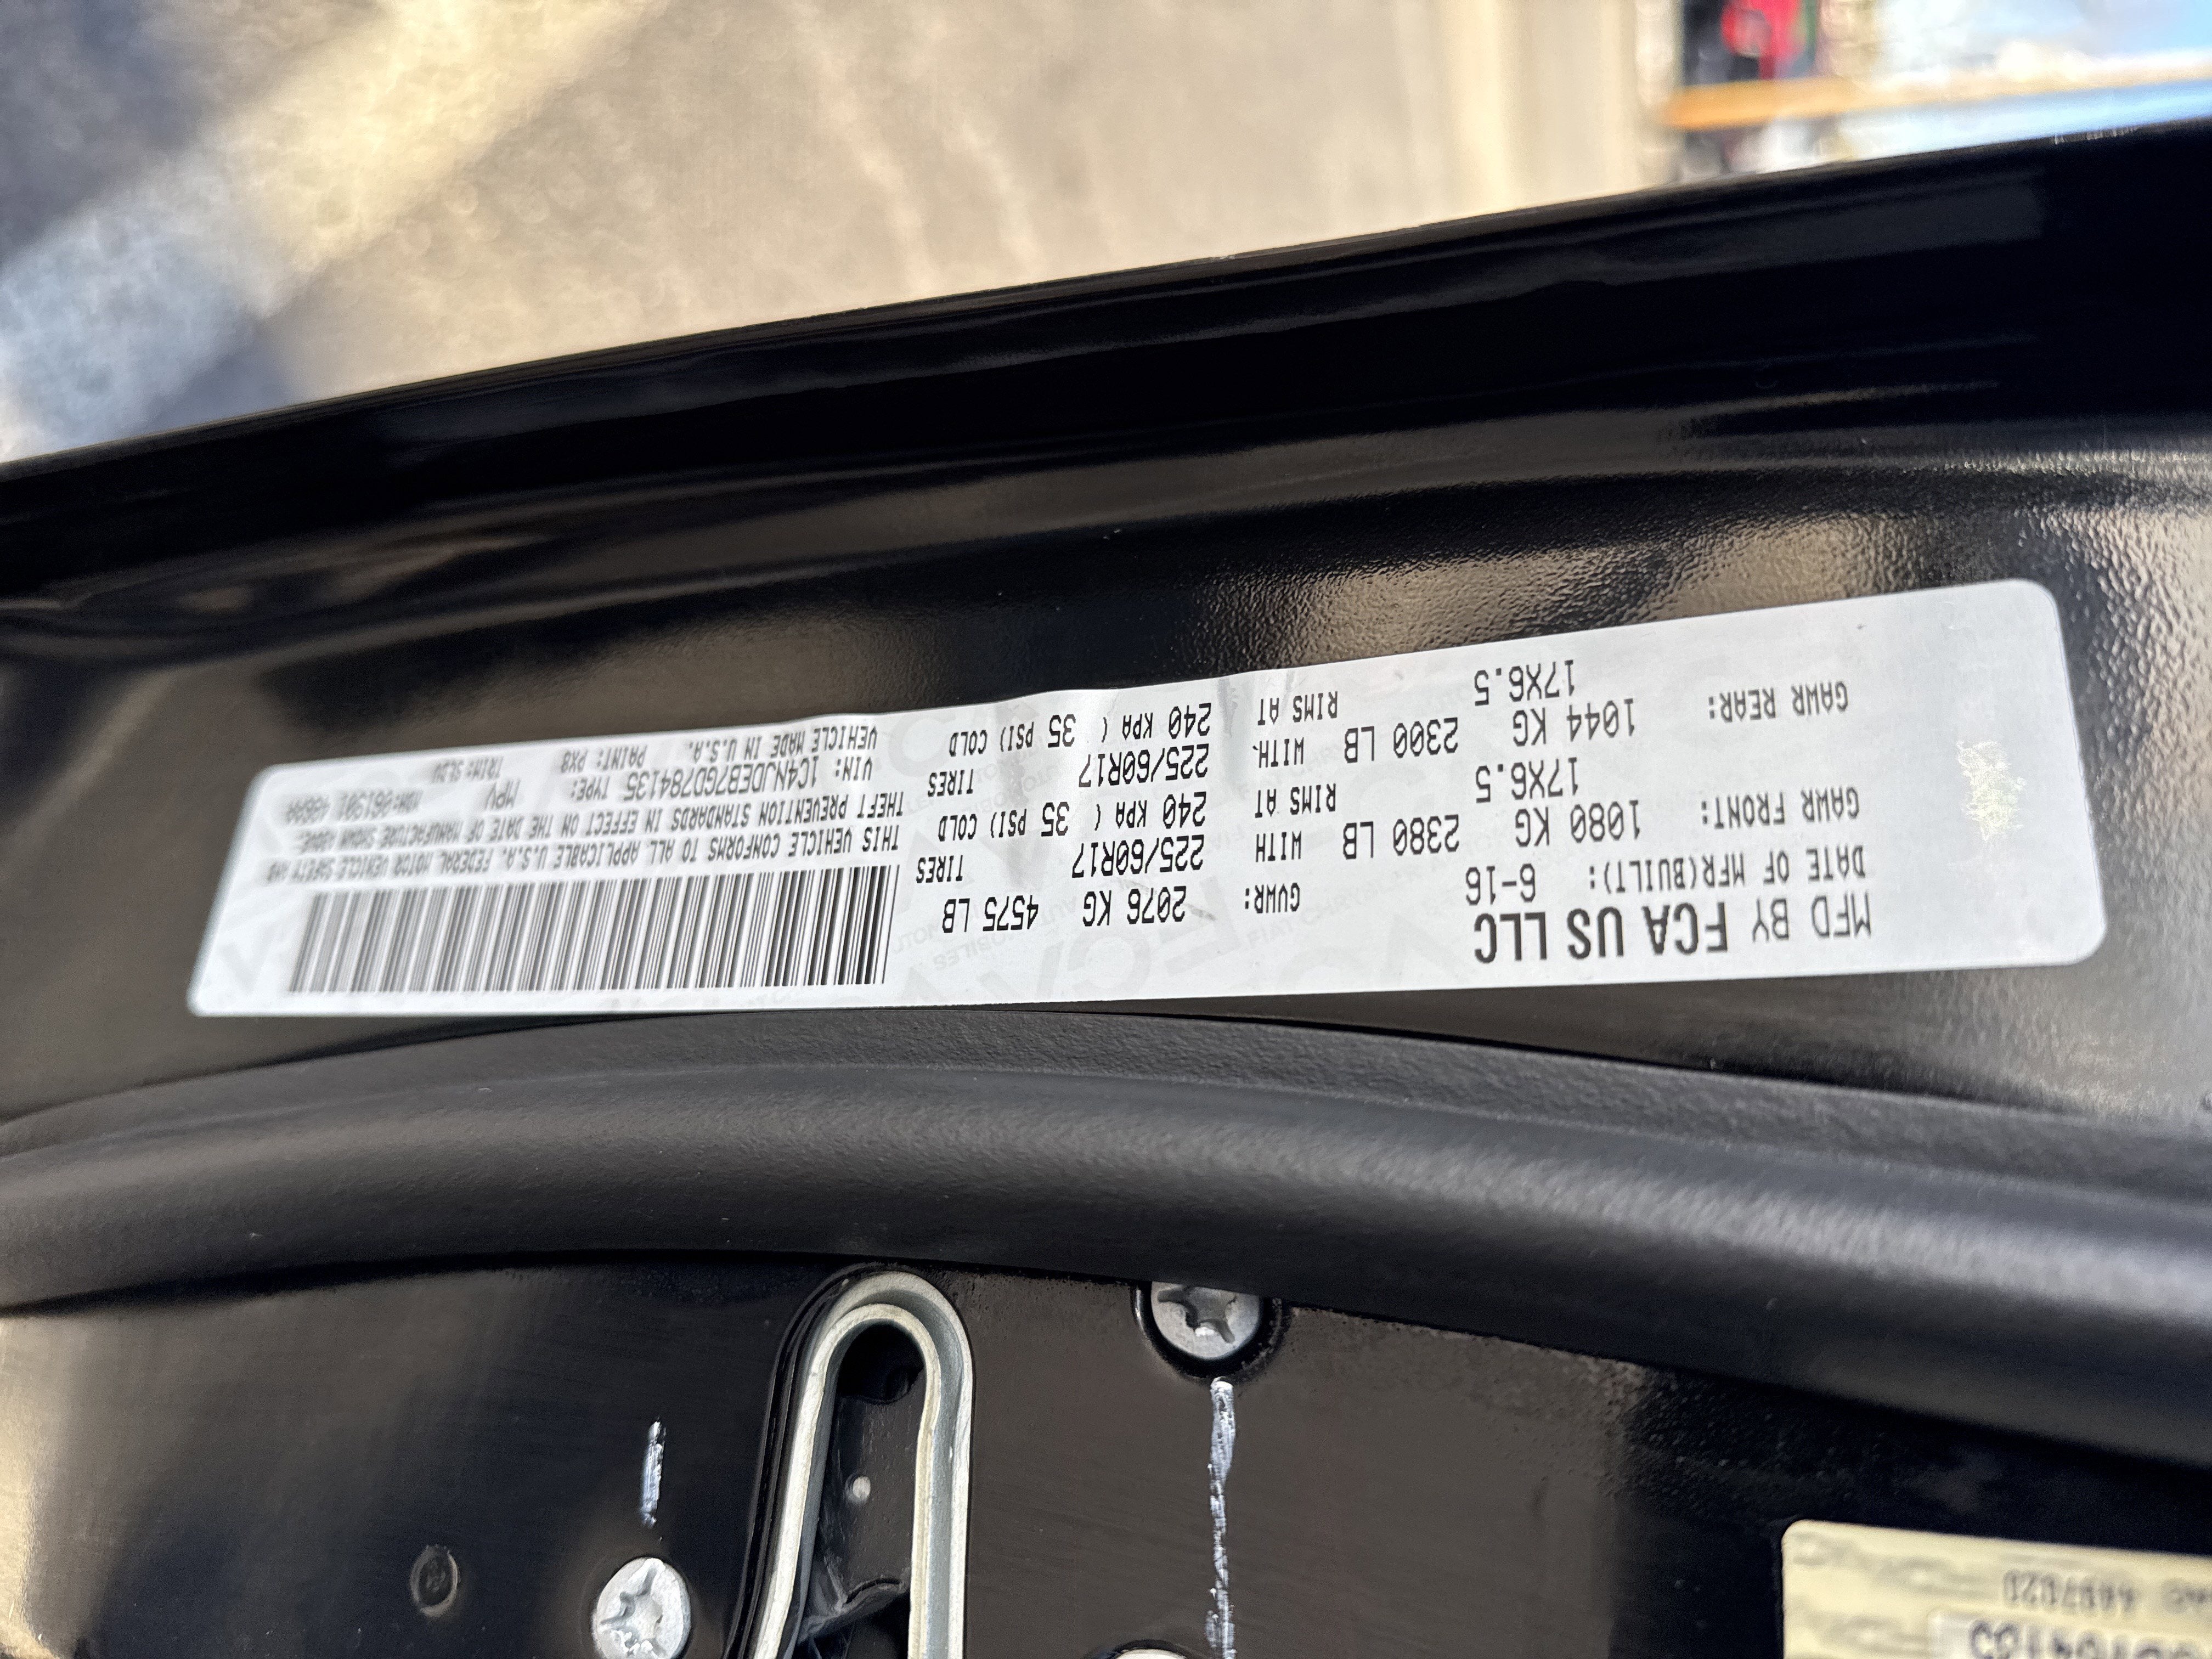 MFD BY FCA US LLC
DATE OF MFR(BUILT): 6-16
GVWR: 2076 KG 4575 LB
GAWR FRONT: 1080 KG 2380 LB WITH 225/60R17 TIRES
17X6.5 RIMS AT 240 KPA ( 35 PSI) COLD
GAWR REAR: 1044 KG 2300 LB WITH 225/60R17 TIRES
17X6.5 RIMS AT 240 KPA ( 35 PSI) COLD
THIS VEHICLE CONFORMS TO ALL APPLICABLE U.S.A. FEDERAL MOTOR VEHICLE SAFETY AND
THEFT PREVENTION STANDARDS IN EFFECT ON THE DATE OF MANUFACTURE SHOWN ABOVE.
VIN: 1C4NJDEB7GD784135 TYPE: MPV MDH:061901
VEHICLE MADE IN U.S.A. PAINT: PX8 TRIM: